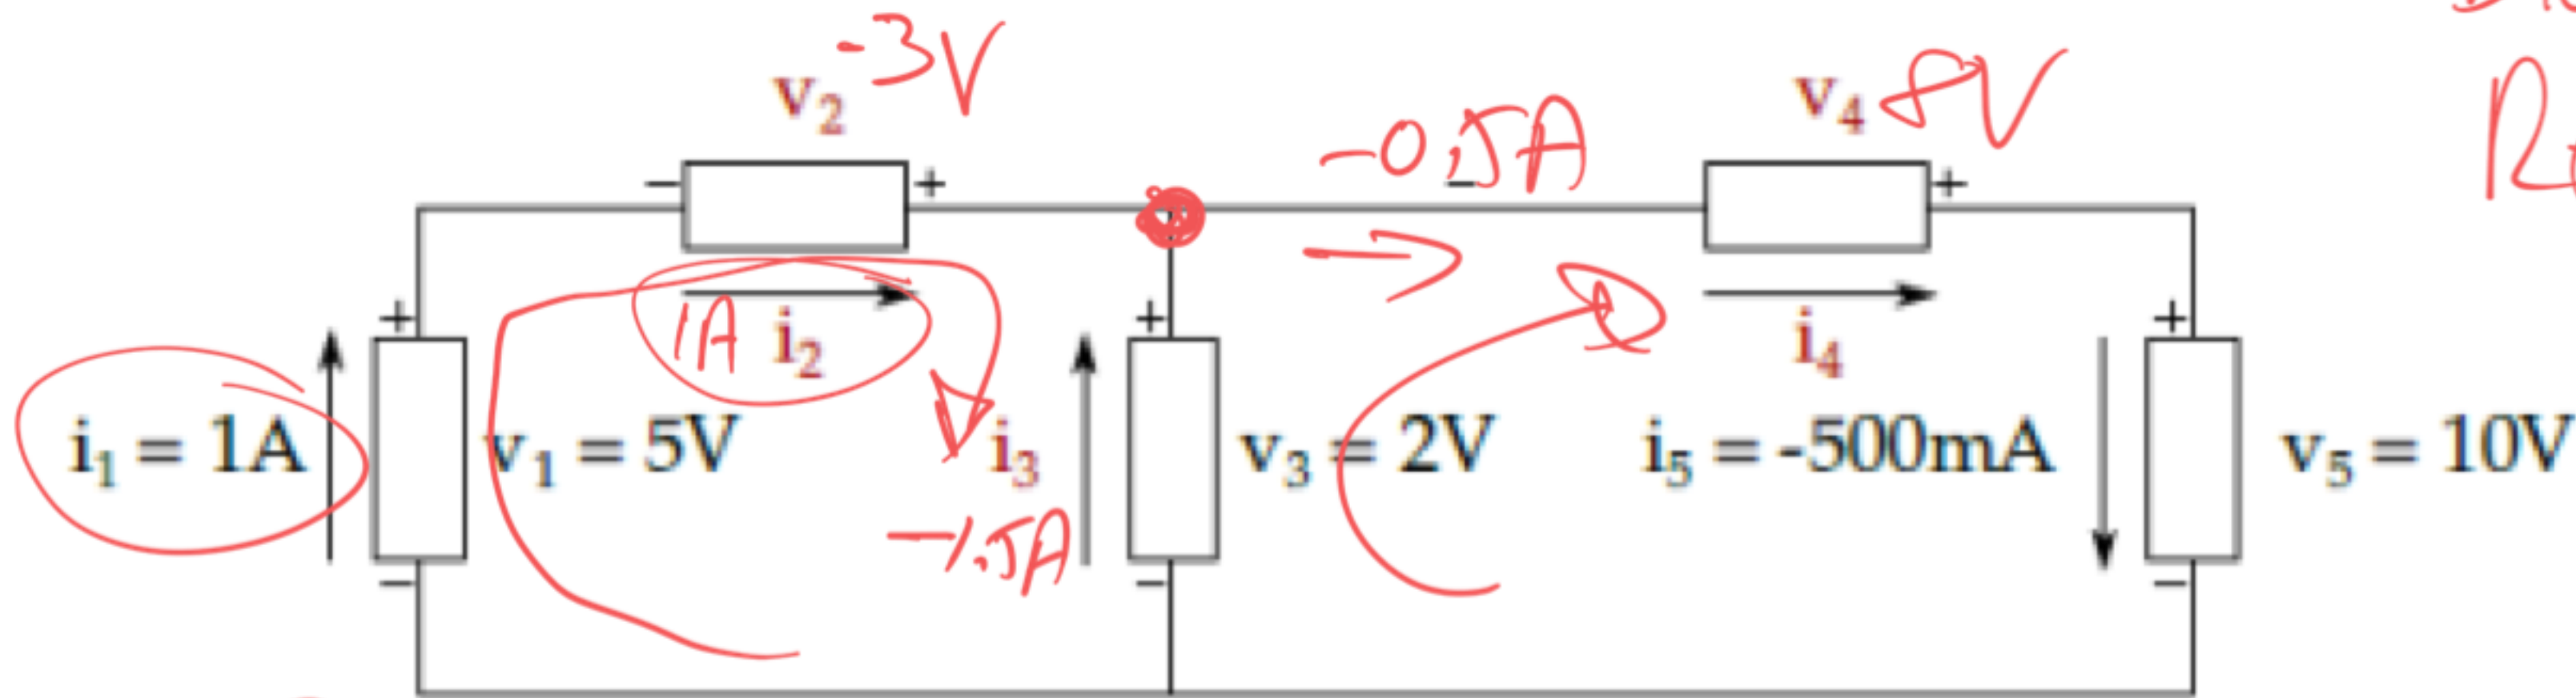 -3V
v₂
v₄ 8V
-0,5A
R
− +
− +
1A i₂
i₄
+
+
+
i₁ = 1A
v₁ = 5V
i₃
v₃ = 2V
i₅ = -500mA
v₅ = 10V
-1.5A
−
−
−